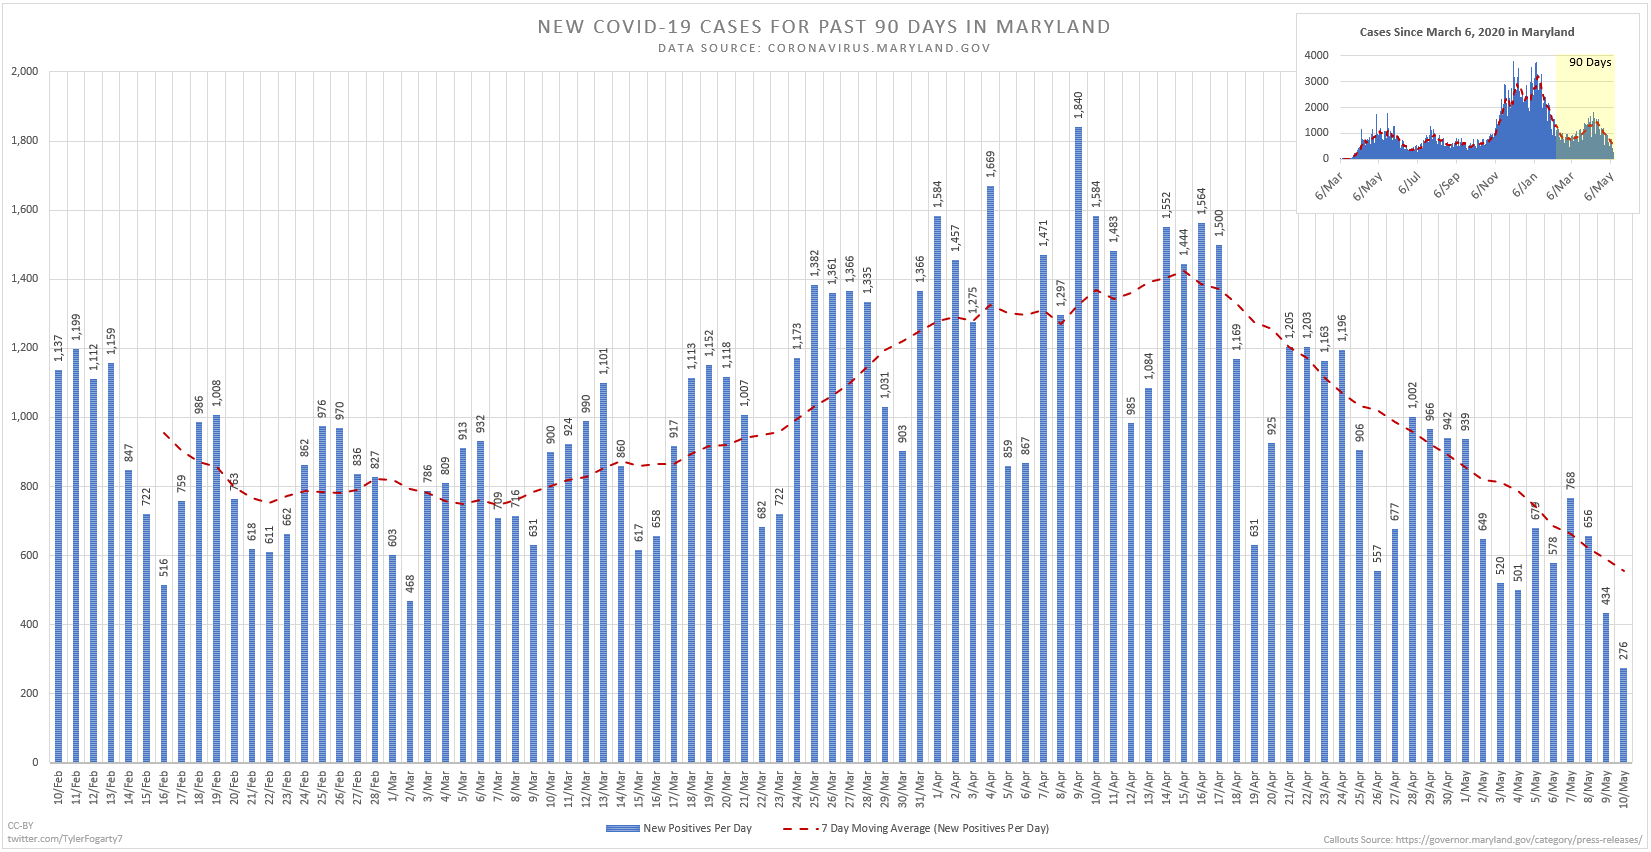 NEW COVID-19 CASES FOR PAST 90 DAYS IN MARYLAND
DATA SOURCE: CORONAVIRUS.MARYLAND.GOV
Cases Since March 6, 2020 in Maryland
90 Days
4000
3000
2000
1000
0
6/Mar 6/May 6/Jul 6/Sep 6/Nov 6/Jan 6/Mar 6/May
2,000
1,800
1,600
1,400
1,200
1,000
800
600
400
200
0
1,137 1,199 1,112 1,159 847 722 516 759 986 1,008 763 618 611 662 862 976 970 836 827 603 468 786 809 913 932 709 716 631 900 924 990 1,101 860 617 658 917 1,113 1,152 1,118 1,007 682 722 1,173 1,382 1,361 1,366 1,335 1,031 903 1,366 1,584 1,457 1,275 1,669 859 867 1,471 1,297 1,840 1,584 1,483 985 1,084 1,552 1,444 1,564 1,500 1,169 631 925 1,205 1,203 1,163 1,196 906 557 677 1,002 966 942 939 649 520 501 679 578 768 656 434 276
10/Feb 11/Feb 12/Feb 13/Feb 14/Feb 15/Feb 16/Feb 17/Feb 18/Feb 19/Feb 20/Feb 21/Feb 22/Feb 23/Feb 24/Feb 25/Feb 26/Feb 27/Feb 28/Feb 1/Mar 2/Mar 3/Mar 4/Mar 5/Mar 6/Mar 7/Mar 8/Mar 9/Mar 10/Mar 11/Mar 12/Mar 13/Mar 14/Mar 15/Mar 16/Mar 17/Mar 18/Mar 19/Mar 20/Mar 21/Mar 22/Mar 23/Mar 24/Mar 25/Mar 26/Mar 27/Mar 28/Mar 29/Mar 30/Mar 31/Mar 1/Apr 2/Apr 3/Apr 4/Apr 5/Apr 6/Apr 7/Apr 8/Apr 9/Apr 10/Apr 11/Apr 12/Apr 13/Apr 14/Apr 15/Apr 16/Apr 17/Apr 18/Apr 19/Apr 20/Apr 21/Apr 22/Apr 23/Apr 24/Apr 25/Apr 26/Apr 27/Apr 28/Apr 29/Apr 30/Apr 1/May 2/May 3/May 4/May 5/May 6/May 7/May 8/May 9/May 10/May
New Positives Per Day 7 Day Moving Average (New Positives Per Day)
CC-BY
twitter.com/TylerFogarty7
Callouts Source: https://governor.maryland.gov/category/press-releases/